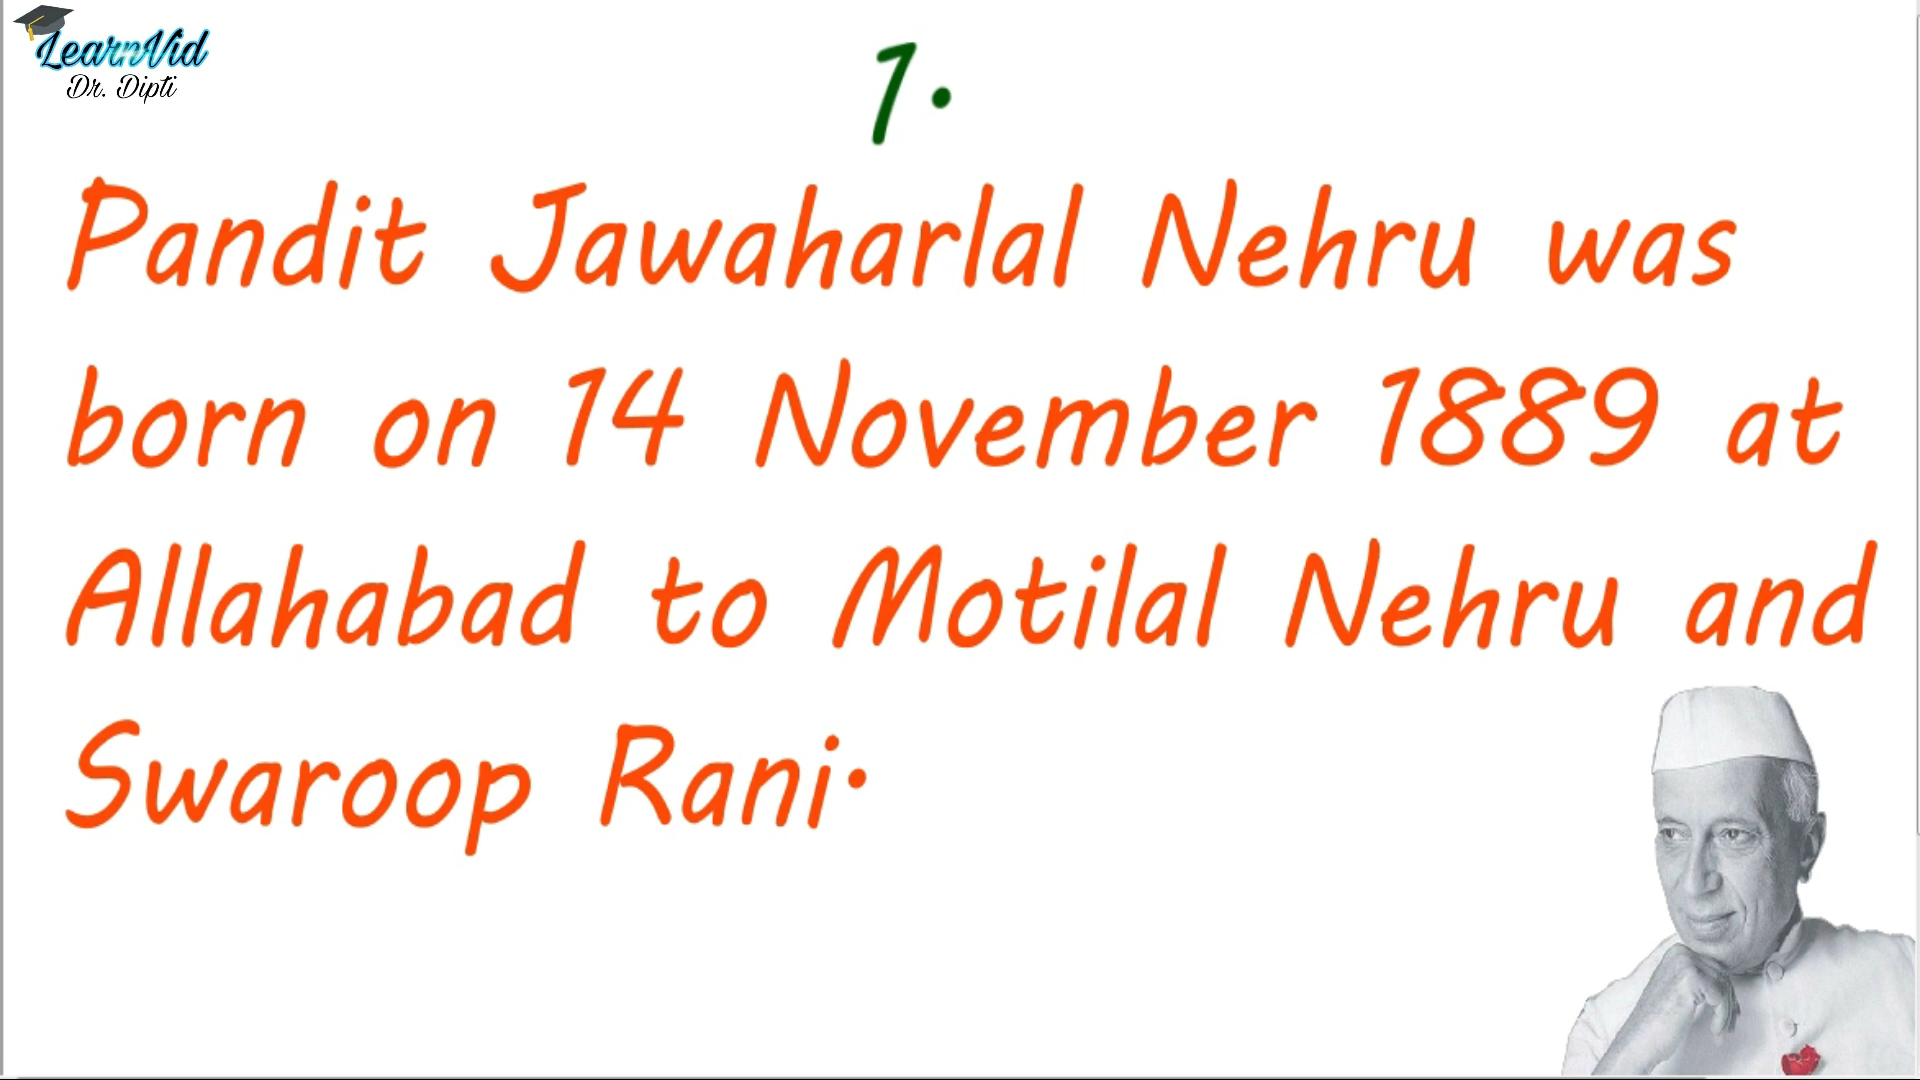 LearnVid
Dr. Dipti
1.
Pandit Jawaharlal Nehru was
born on 14 November 1889 at
Allahabad to Motilal Nehru and
Swaroop Rani.